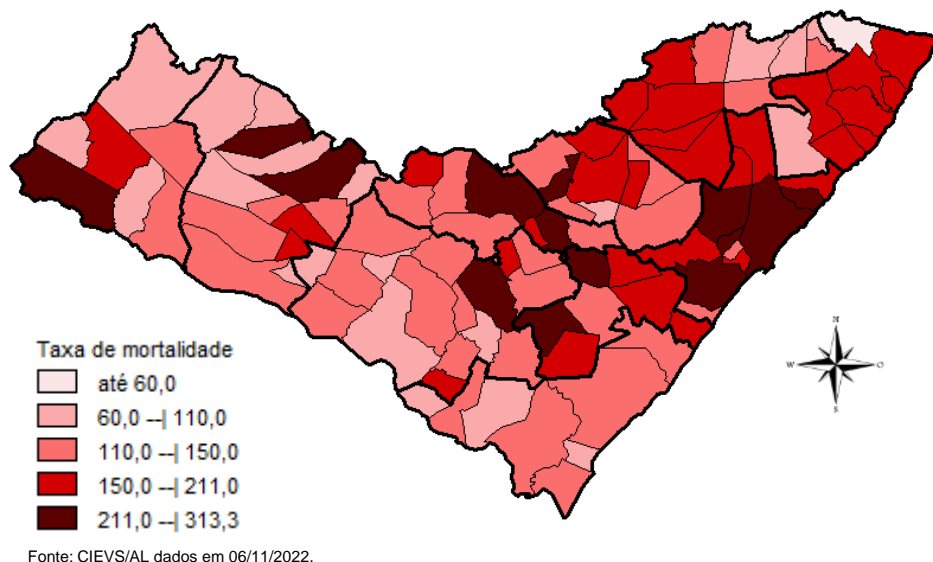 N
W
O
S
Taxa de mortalidade
até 60,0
60,0 --| 110,0
110,0 --| 150,0
150,0 --| 211,0
211,0 --| 313,3
Fonte: CIEVS/AL dados em 06/11/2022.